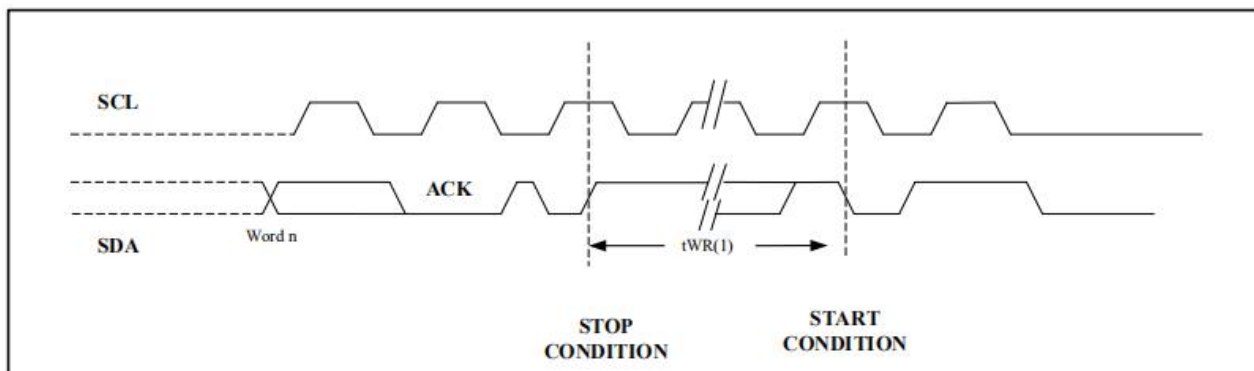 SCL
ACK
SDA
Word n
tWR(1)
STOP
CONDITION
START
CONDITION